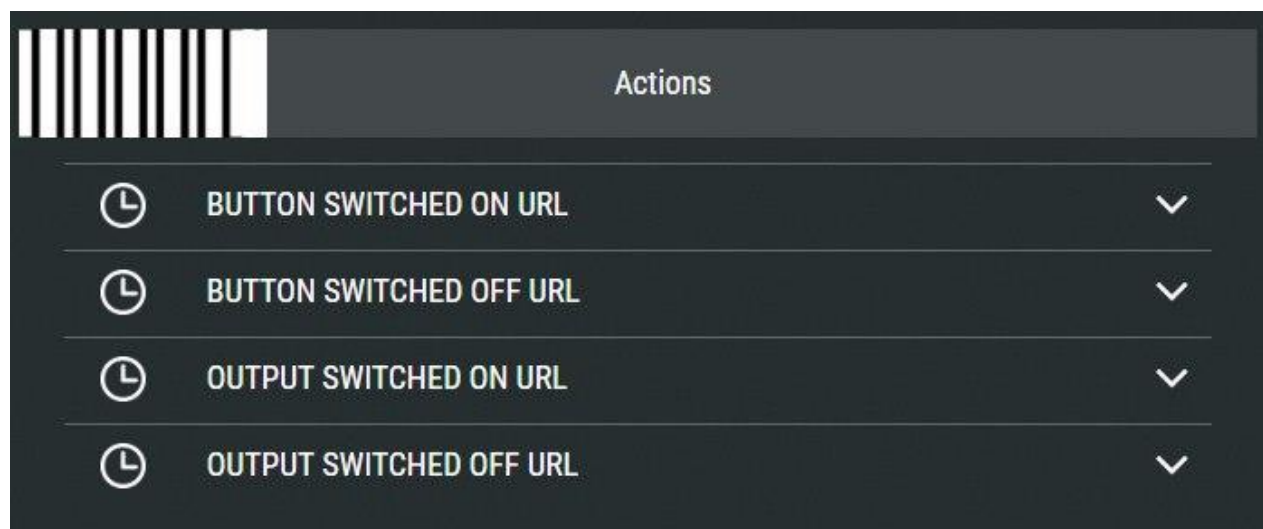 Actions
BUTTON SWITCHED ON URL
BUTTON SWITCHED OFF URL
OUTPUT SWITCHED ON URL
OUTPUT SWITCHED OFF URL